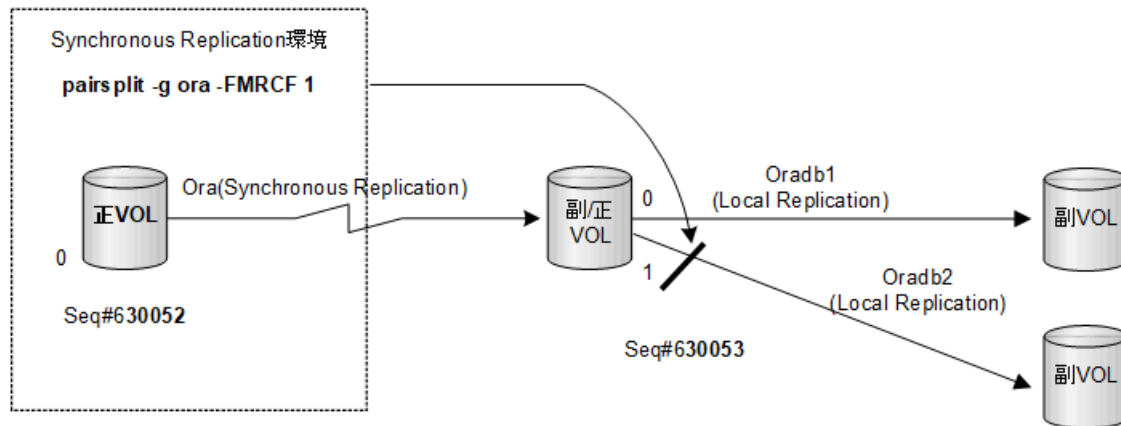 Synchronous Replication環境
pairsplit -g ora -FMRCF 1
Ora(Synchronous Replication)
正VOL
0
Seq#630052
副/正
VOL
0
1
Seq#630053
Oradb1
(Local Replication)
副VOL
Oradb2
(Local Replication)
副VOL